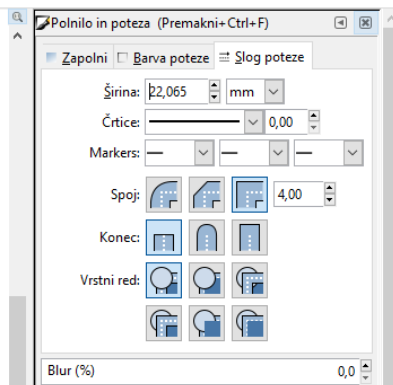 Polnilo in poteza (Premakni+Ctrl+F)
Zapolni Barva poteze Slog poteze
Širina: 22,065 mm
Črtice: 0,00
Markers:
Spoj: 4,00
Konec:
Vrstni red:
Blur (%) 0,0